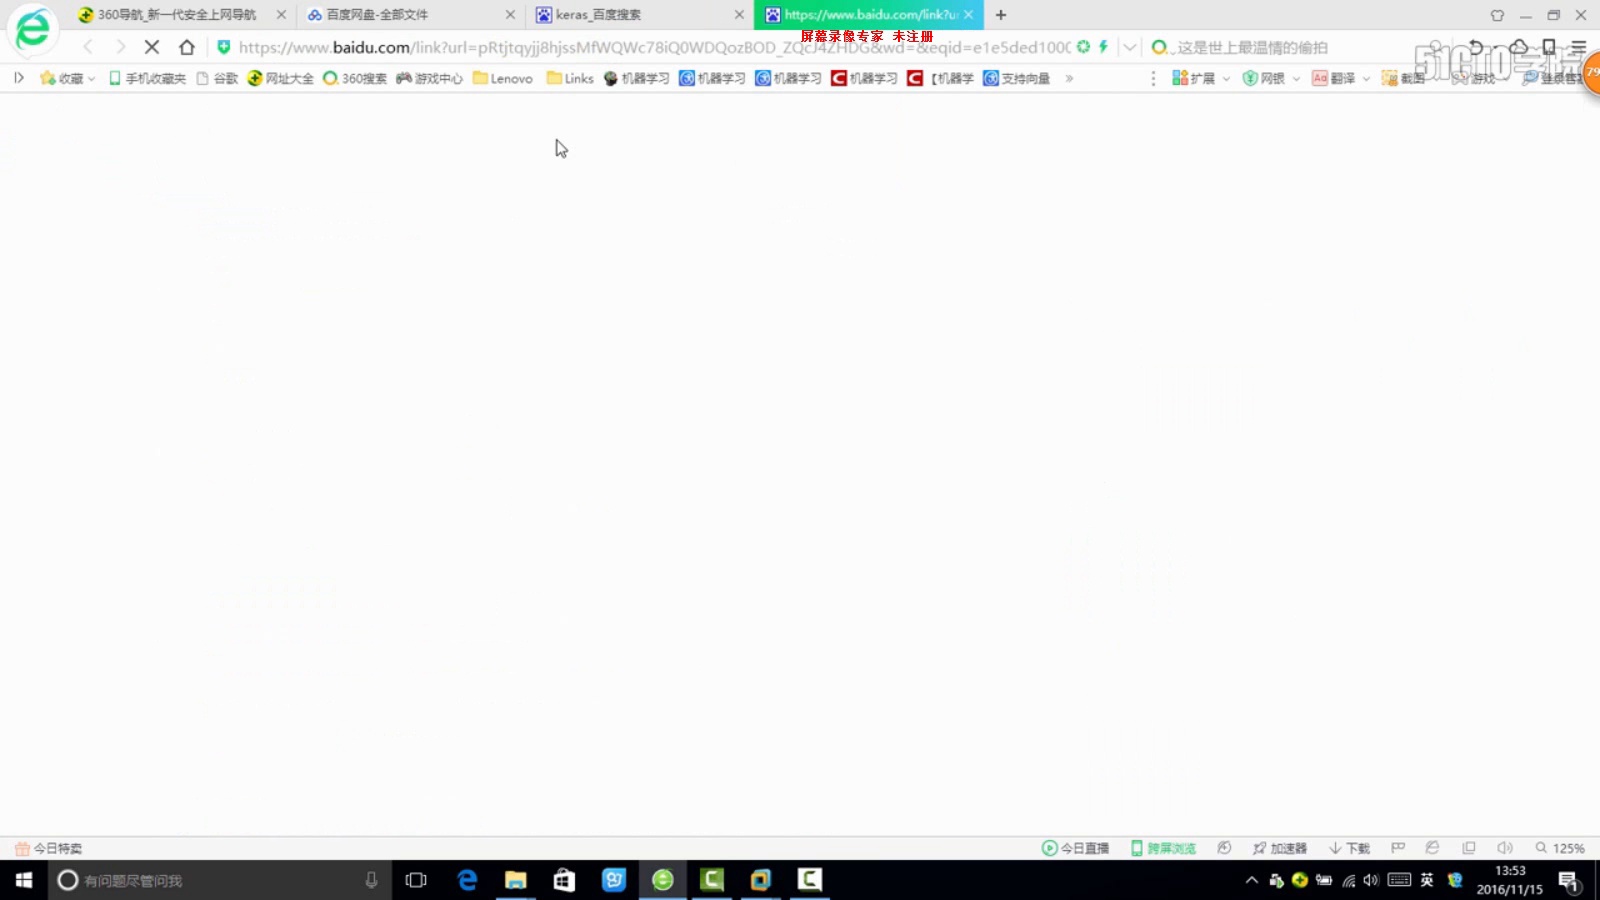 360导航_新一代安全上网导航
百度网盘-全部文件
keras_百度搜索
https://www.baidu.com/link?ur
屏幕录像专家 未注册
https://www.baidu.com/link?url=pRtjtqyjj8hjssMfWQWc78iQ0WDQozBOD_ZQcJ4ZHDG&wd=&eqid=e1e5ded100C
这是世上最温情的偷拍
51CTO学院
收藏 手机收藏夹 谷歌 网址大全 360搜索 游戏中心 Lenovo Links 机器学习 机器学习 机器学习 机器学习 【机器学 支持向量 » 扩展 网银 翻译 截图 游戏 登录管
79
今日特卖 今日直播 跨屏浏览 加速器 下载 125%
有问题尽管问我
英
13:53
2016/11/15
1